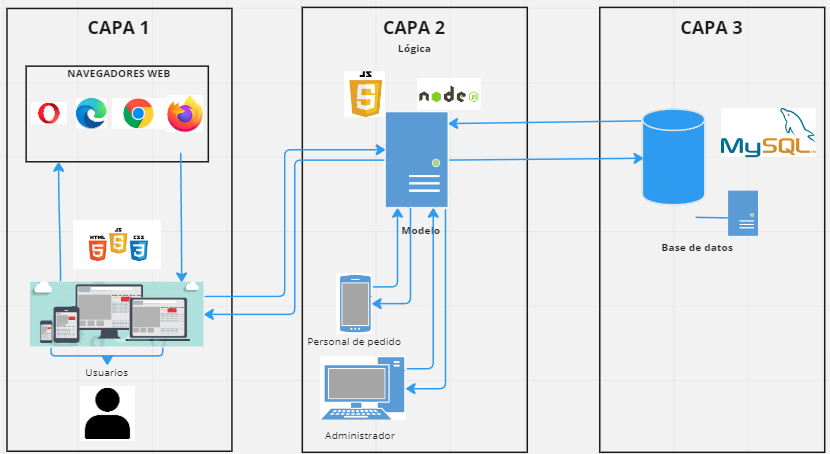 CAPA 1
NAVEGADORES WEB
HTML
JS
CSS
Usuarios
CAPA 2
Lógica
JS
node
JS
Modelo
Personal de pedido
Administrador
CAPA 3
MySQL
Base de datos